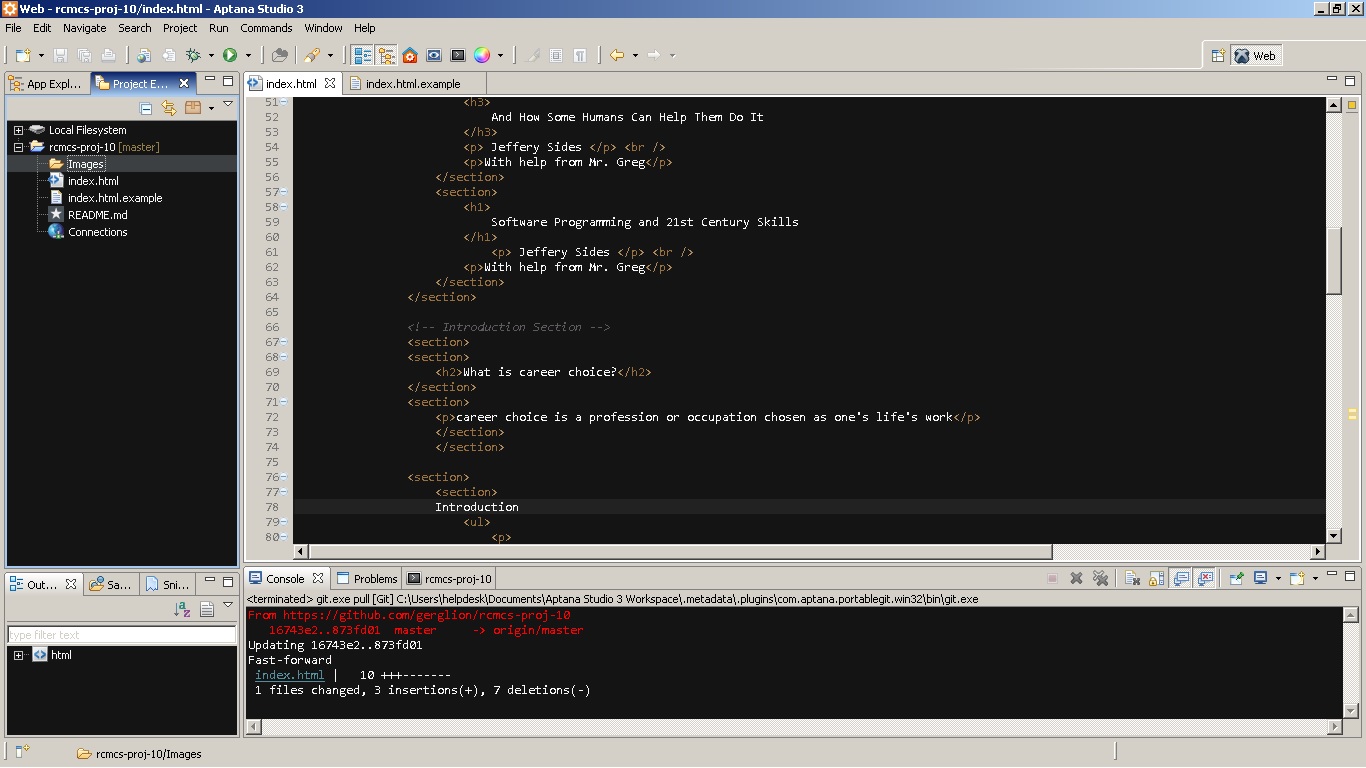 Web - rcmcs-proj-10/index.html - Aptana Studio 3
File Edit Navigate Search Project Run Commands Window Help
Web
App Expl... Project E...
Local Filesystem
rcmcs-proj-10 [master]
Images
index.html
index.html.example
README.md
Connections
index.html index.html.example
51 <h3>
52 And How Some Humans Can Help Them Do It
53 </h3>
54 <p> Jeffery Sides </p> <br />
55 <p>With help from Mr. Greg</p>
56 </section>
57 <section>
58 <h1>
59 Software Programming and 21st Century Skills
60 </h1>
61 <p> Jeffery Sides </p> <br />
62 <p>With help from Mr. Greg</p>
63 </section>
64 </section>
65
66 <!-- Introduction Section -->
67 <section>
68 <section>
69 <h2>What is career choice?</h2>
70 </section>
71 <section>
72 <p>career choice is a profession or occupation chosen as one's life's work</p>
73 </section>
74 </section>
75
76 <section>
77 <section>
78 Introduction
79 <ul>
80 <p>
Out... Sa... Sni...
type filter text
html
Console Problems rcmcs-proj-10
<terminated> git.exe pull [Git] C:\Users\helpdesk\Documents\Aptana Studio 3 Workspace\.metadata\.plugins\com.aptana.portablegit.win32\bin\git.exe
From https://github.com/gerglion/rcmcs-proj-10
16743e2..873fd01 master -> origin/master
Updating 16743e2..873fd01
Fast-forward
index.html | 10 +++-------
1 files changed, 3 insertions(+), 7 deletions(-)
rcmcs-proj-10/Images